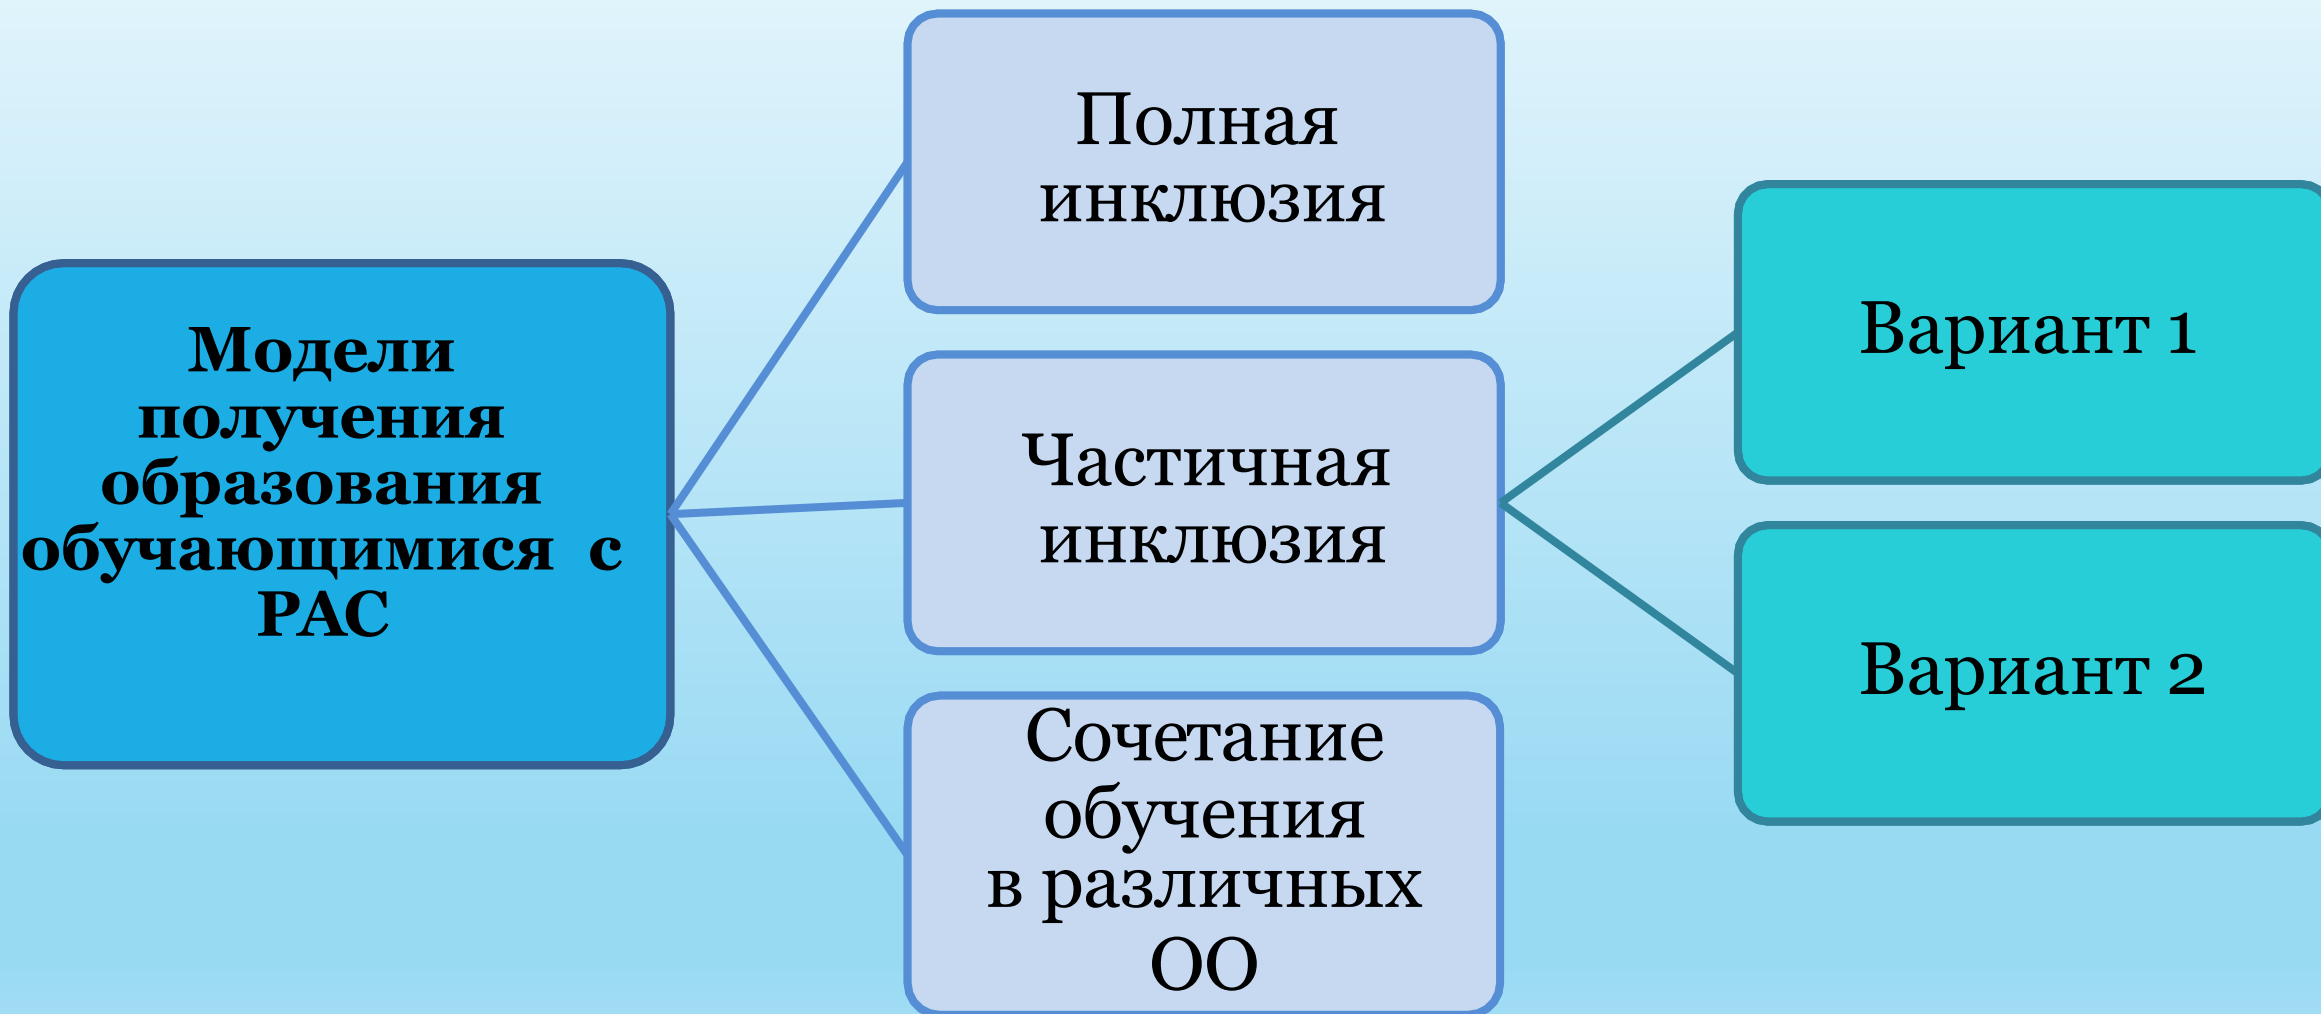 Модели
получения
образования
обучающимися с
РАС
Полная
инклюзия
Частичная
инклюзия
Сочетание
обучения
в различных
ОО
Вариант 1
Вариант 2